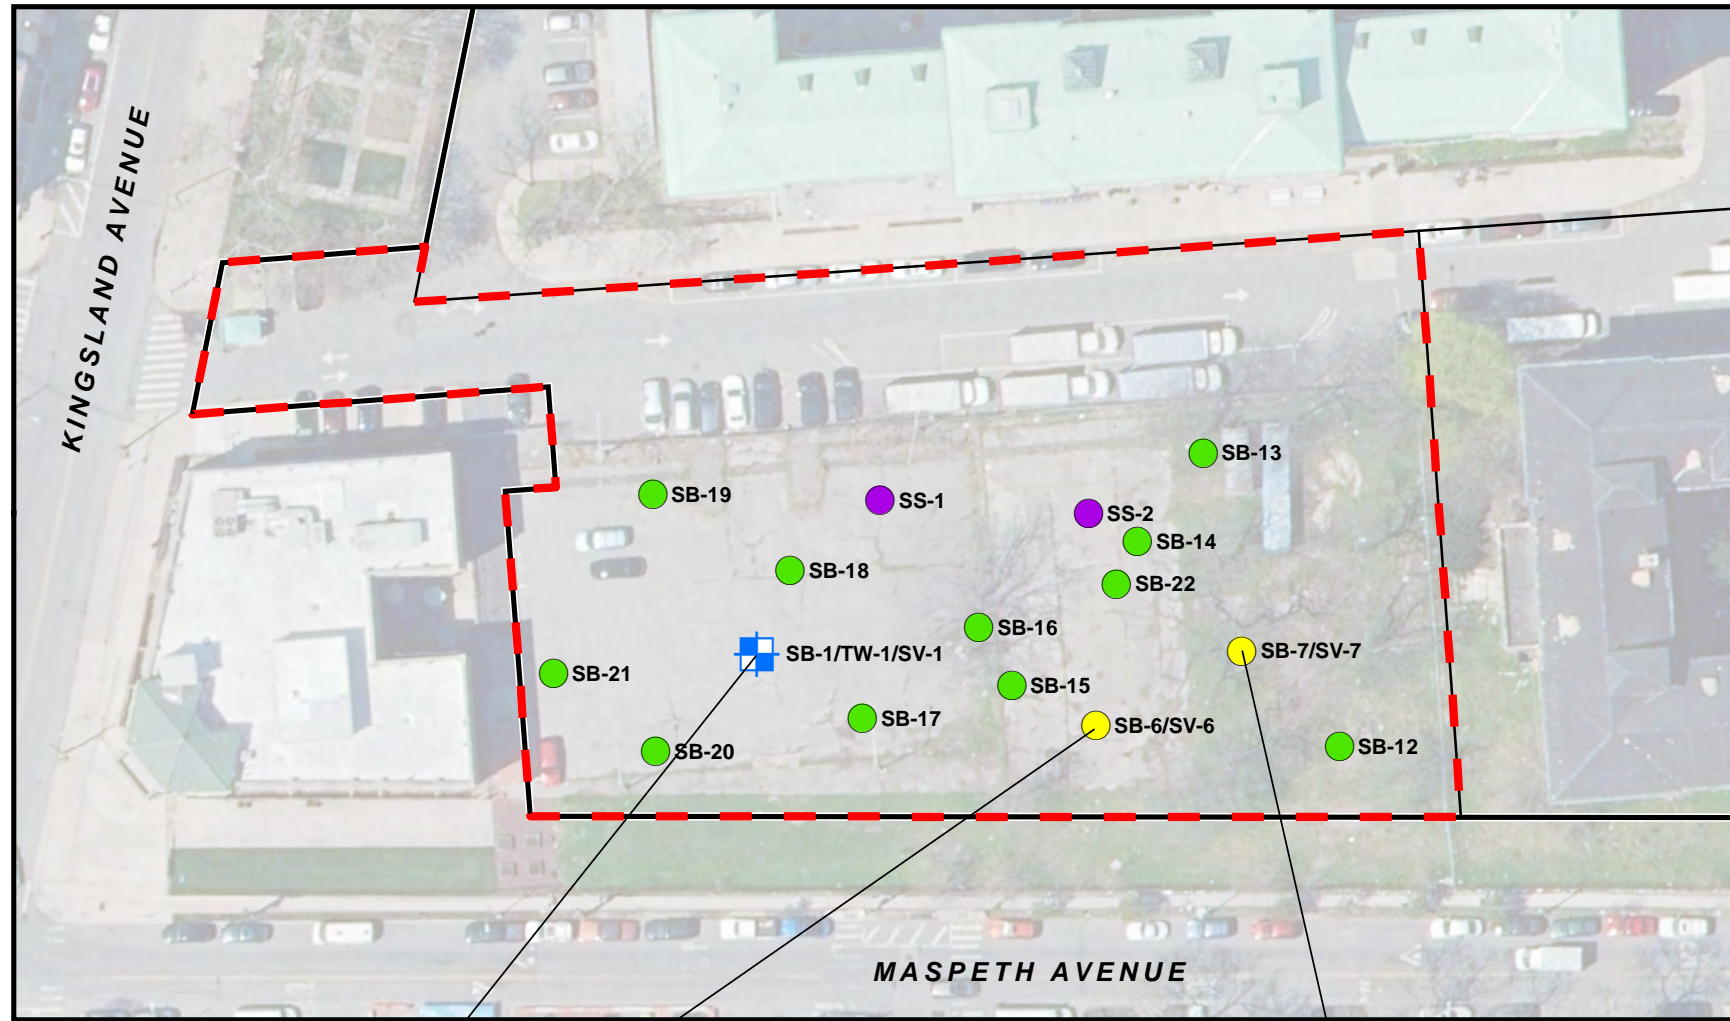 KINGSLAND AVENUE
SB-13
SB-19
SS-1
SS-2
SB-14
SB-18
SB-22
SB-16
SB-1/TW-1/SV-1
SB-7/SV-7
SB-21
SB-15
SB-17
SB-6/SV-6
SB-20
SB-12
MASPETH AVENUE